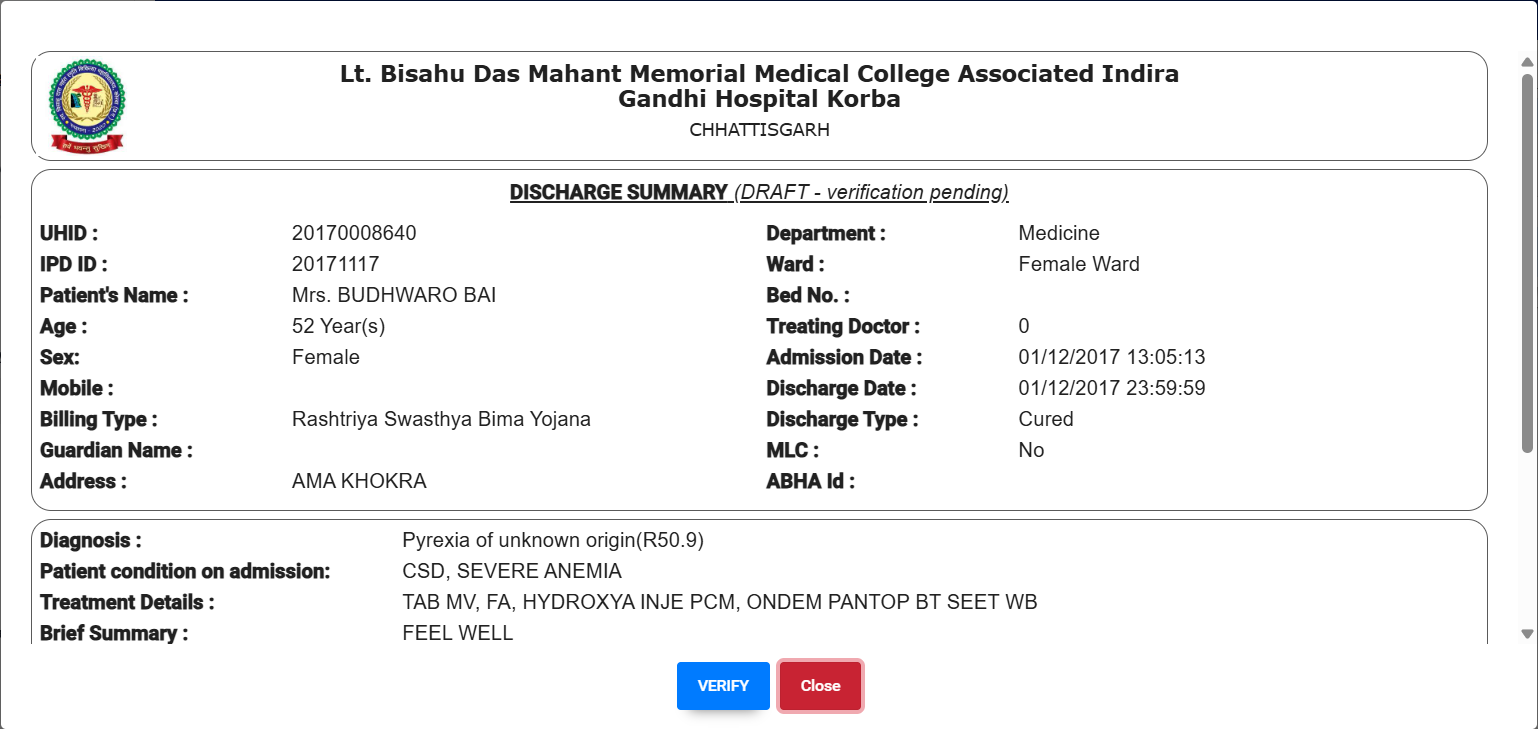 Lt. Bisahu Das Mahant Memorial Medical College Associated Indira
Gandhi Hospital Korba
CHHATTISGARH
DISCHARGE SUMMARY (DRAFT - verification pending)
UHID : 20170008640 Department : Medicine
IPD ID : 20171117 Ward : Female Ward
Patient's Name : Mrs. BUDHWARO BAI Bed No. :
Age : 52 Year(s) Treating Doctor : 0
Sex: Female Admission Date : 01/12/2017 13:05:13
Mobile : Discharge Date : 01/12/2017 23:59:59
Billing Type : Rashtriya Swasthya Bima Yojana Discharge Type : Cured
Guardian Name : MLC : No
Address : AMA KHOKRA ABHA Id :
Diagnosis : Pyrexia of unknown origin(R50.9)
Patient condition on admission: CSD, SEVERE ANEMIA
Treatment Details : TAB MV, FA, HYDROXYA INJE PCM, ONDEM PANTOP BT SEET WB
Brief Summary : FEEL WELL
VERIFY Close